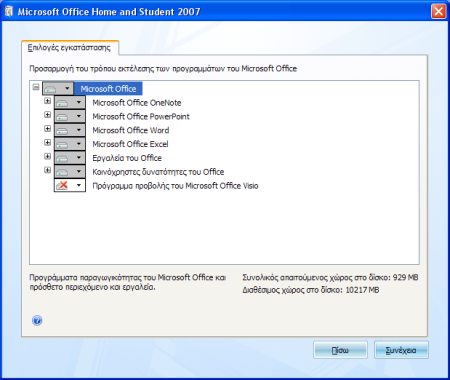 Microsoft Office Home and Student 2007
Επιλογές εγκατάστασης
Προσαρμογή του τρόπου εκτέλεσης των προγραμμάτων του Microsoft Office
Microsoft Office
Microsoft Office OneNote
Microsoft Office PowerPoint
Microsoft Office Word
Microsoft Office Excel
Εργαλεία του Office
Κοινόχρηστες δυνατότητες του Office
Πρόγραμμα προβολής του Microsoft Office Visio
Προγράμματα παραγωγικότητας του Microsoft Office και
πρόσθετο περιεχόμενο και εργαλεία.
Συνολικός απαιτούμενος χώρος στο δίσκο: 929 MB
Διαθέσιμος χώρος στο δίσκο: 10217 MB
Πίσω
Συνέχεια